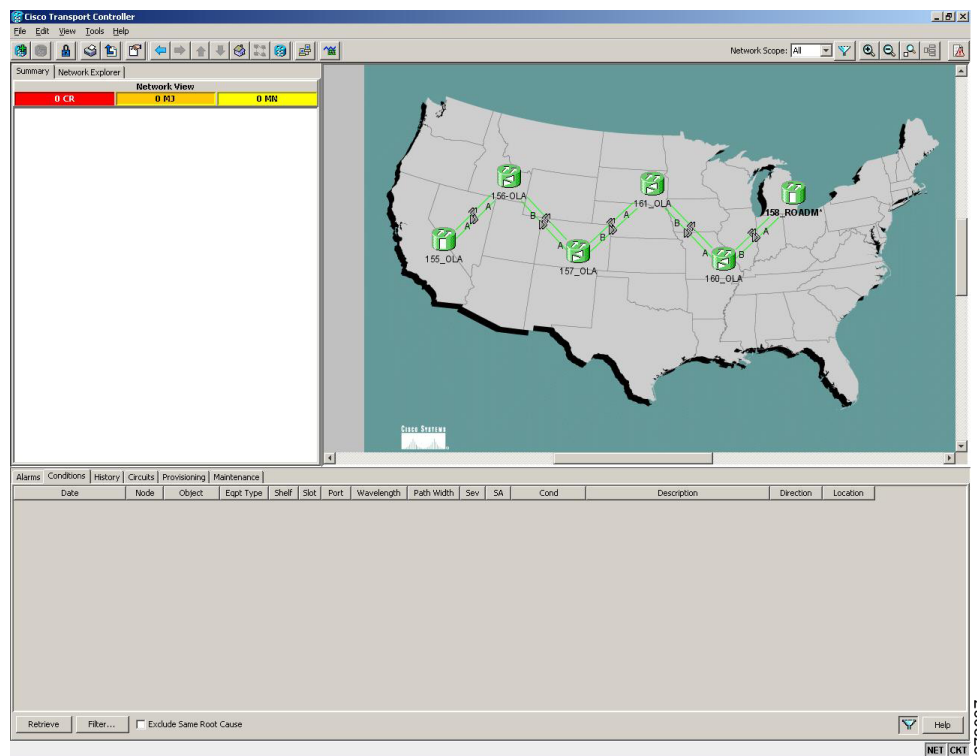 Cisco Transport Controller
File Edit View Tools Help
Network Scope: All
Summary Network Explorer
Network View
0 CR 0 MJ 0 MN
156-OLA
161_OLA
158_ROADM*
155_OLA
157_OLA
160_OLA
A
A
B
A
B
A
B
A
B
A
CISCO SYSTEMS
Alarms Conditions History Circuits Provisioning Maintenance
Date Node Object Eqpt Type Shelf Slot Port Wavelength Path Width Sev SA Cond Description Direction Location
Retrieve Filter... Exclude Same Root Cause Help
NET CKT